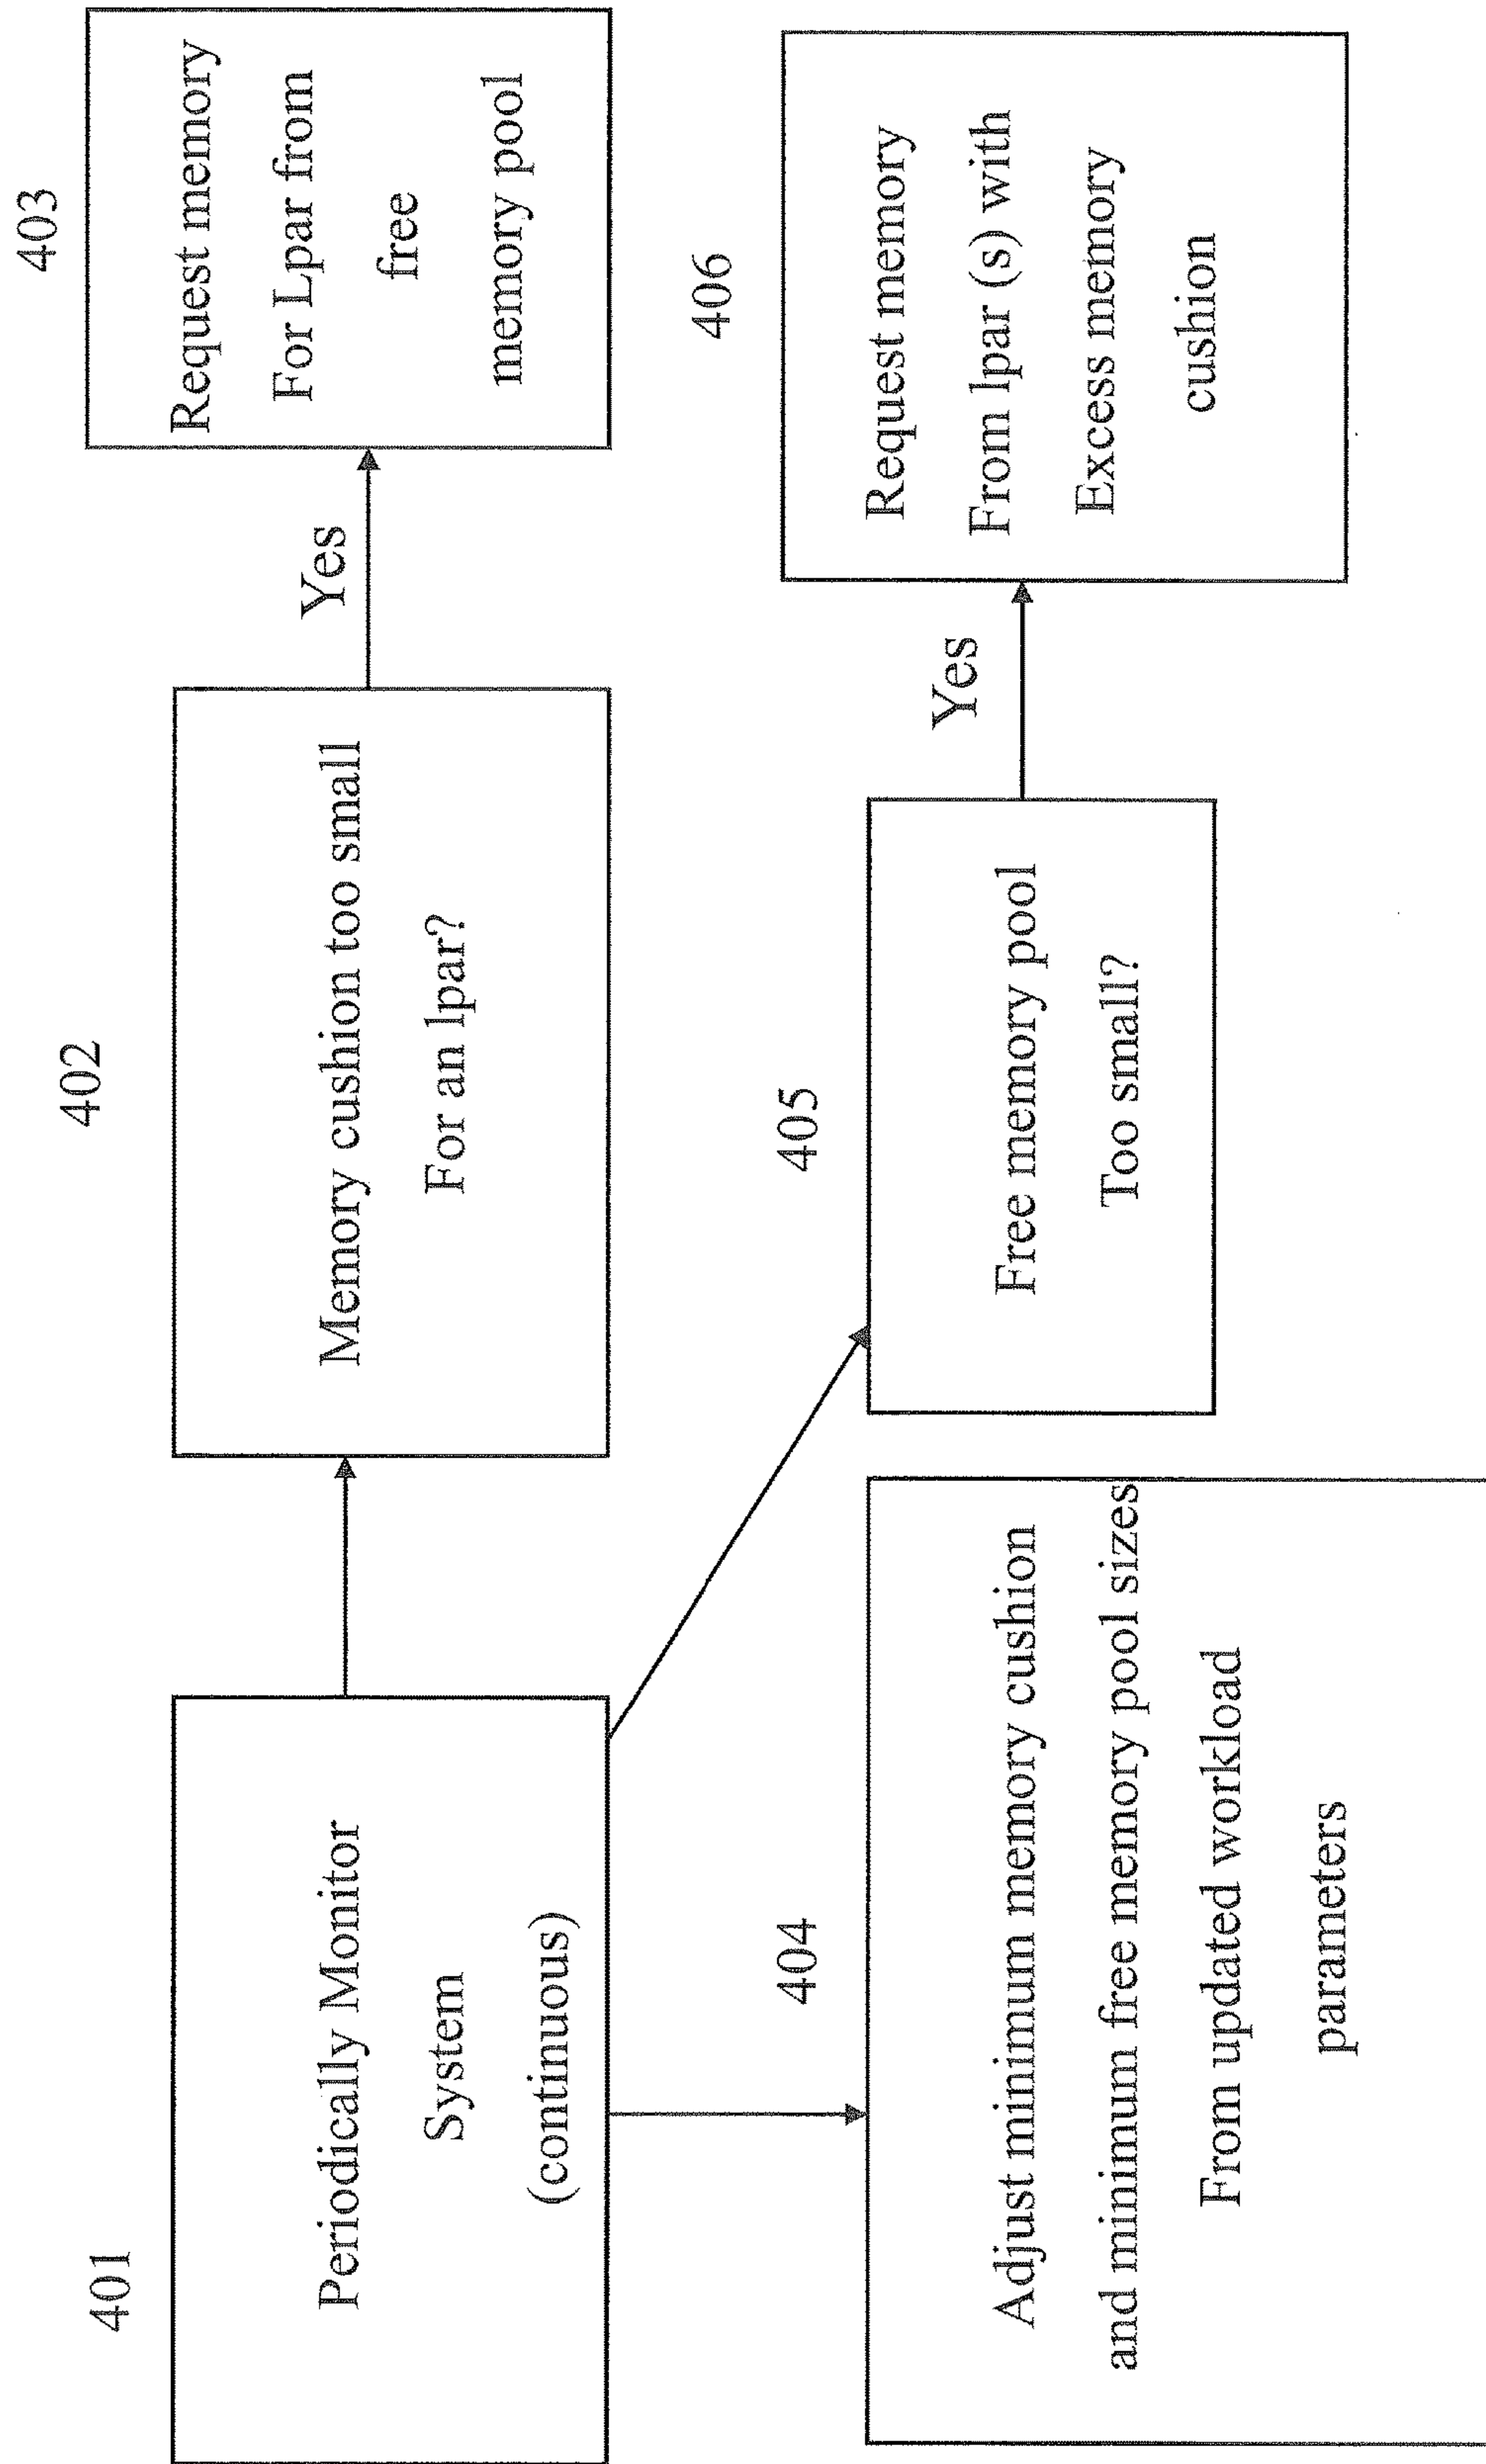 401
Periodically Monitor
System
(continuous)
402
Memory cushion too small
For an lpar?
Yes
403
Request memory
For Lpar from
free
memory pool
404
Adjust minimum memory cushion
and minimum free memory pool sizes
From updated workload
parameters
405
Free memory pool
Too small?
Yes
406
Request memory
From lpar (s) with
Excess memory
cushion